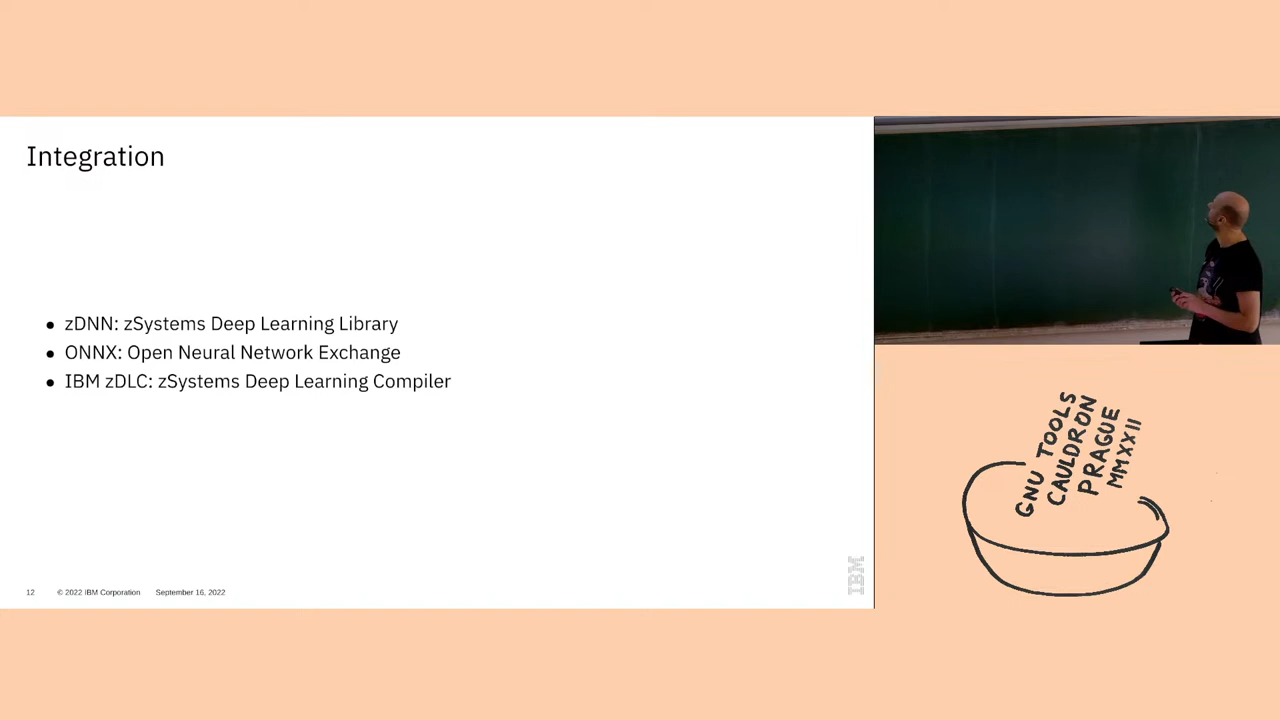 Integration
● zDNN: zSystems Deep Learning Library
● ONNX: Open Neural Network Exchange
● IBM zDLC: zSystems Deep Learning Compiler
12 © 2022 IBM Corporation September 16, 2022
IBM
GNU TOOLS
CAULDRON
PRAGUE
MMXXII